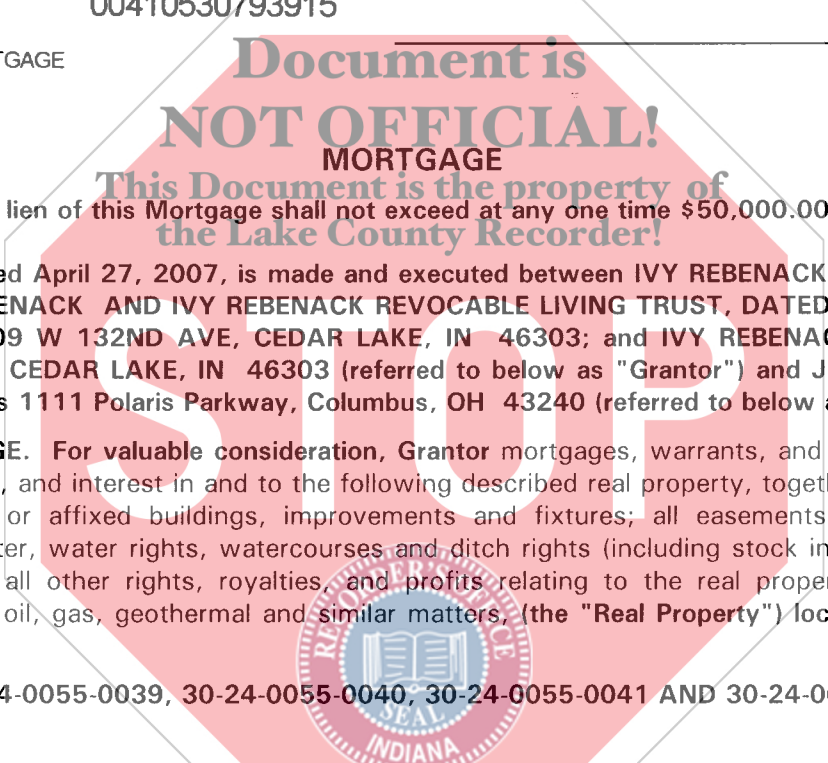 00410530793915
TGAGE
Document is
NOT OFFICIAL!
MORTGAGE
This Document is the property of
lien of this Mortgage shall not exceed at any one time $50,000.00
the Lake County Recorder!
ed April 27, 2007, is made and executed between IVY REBENACK
ENACK AND IVY REBENACK REVOCABLE LIVING TRUST, DATED
09 W 132ND AVE, CEDAR LAKE, IN 46303; and IVY REBENAC
CEDAR LAKE, IN 46303 (referred to below as "Grantor") and J
s 1111 Polaris Parkway, Columbus, OH 43240 (referred to below a
STOP
GE. For valuable consideration, Grantor mortgages, warrants, and
, and interest in and to the following described real property, togeth
or affixed buildings, improvements and fixtures; all easements
ter, water rights, watercourses and ditch rights (including stock in
all other rights, royalties, and profits relating to the real proper
oil, gas, geothermal and similar matters, (the "Real Property") loc
RECORDER'S OFFICE
4-0055-0039, 30-24-0055-0040, 30-24-0055-0041 AND 30-24-0
SEAL
INDIANA